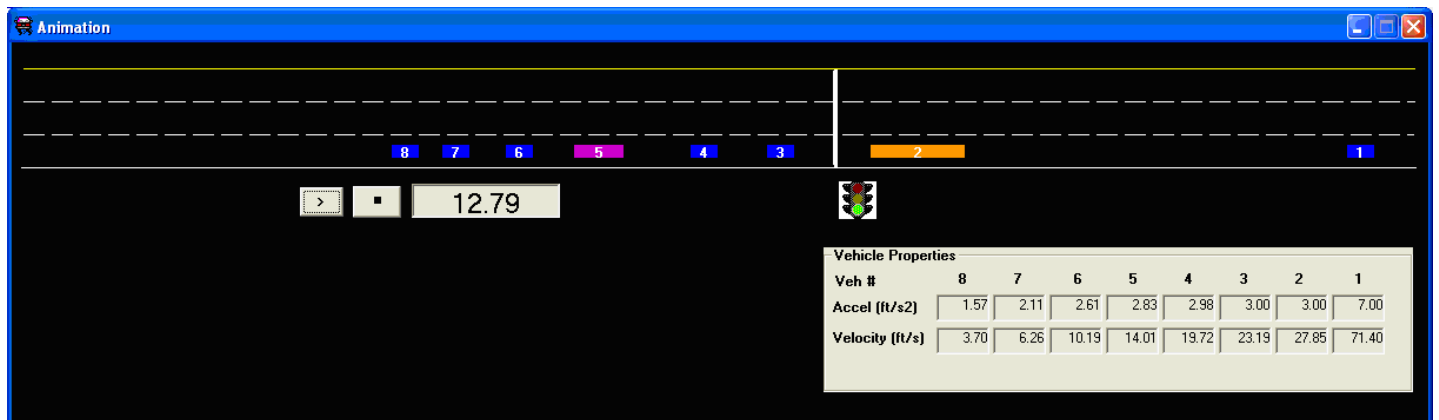 Animation
8 7 6 5 4 3 2 1
> 12.79
Vehicle Properties
Veh # 8 7 6 5 4 3 2 1
Accel (ft/s2) 1.57 2.11 2.61 2.83 2.98 3.00 3.00 7.00
Velocity (ft/s) 3.70 6.26 10.19 14.01 19.72 23.19 27.85 71.40